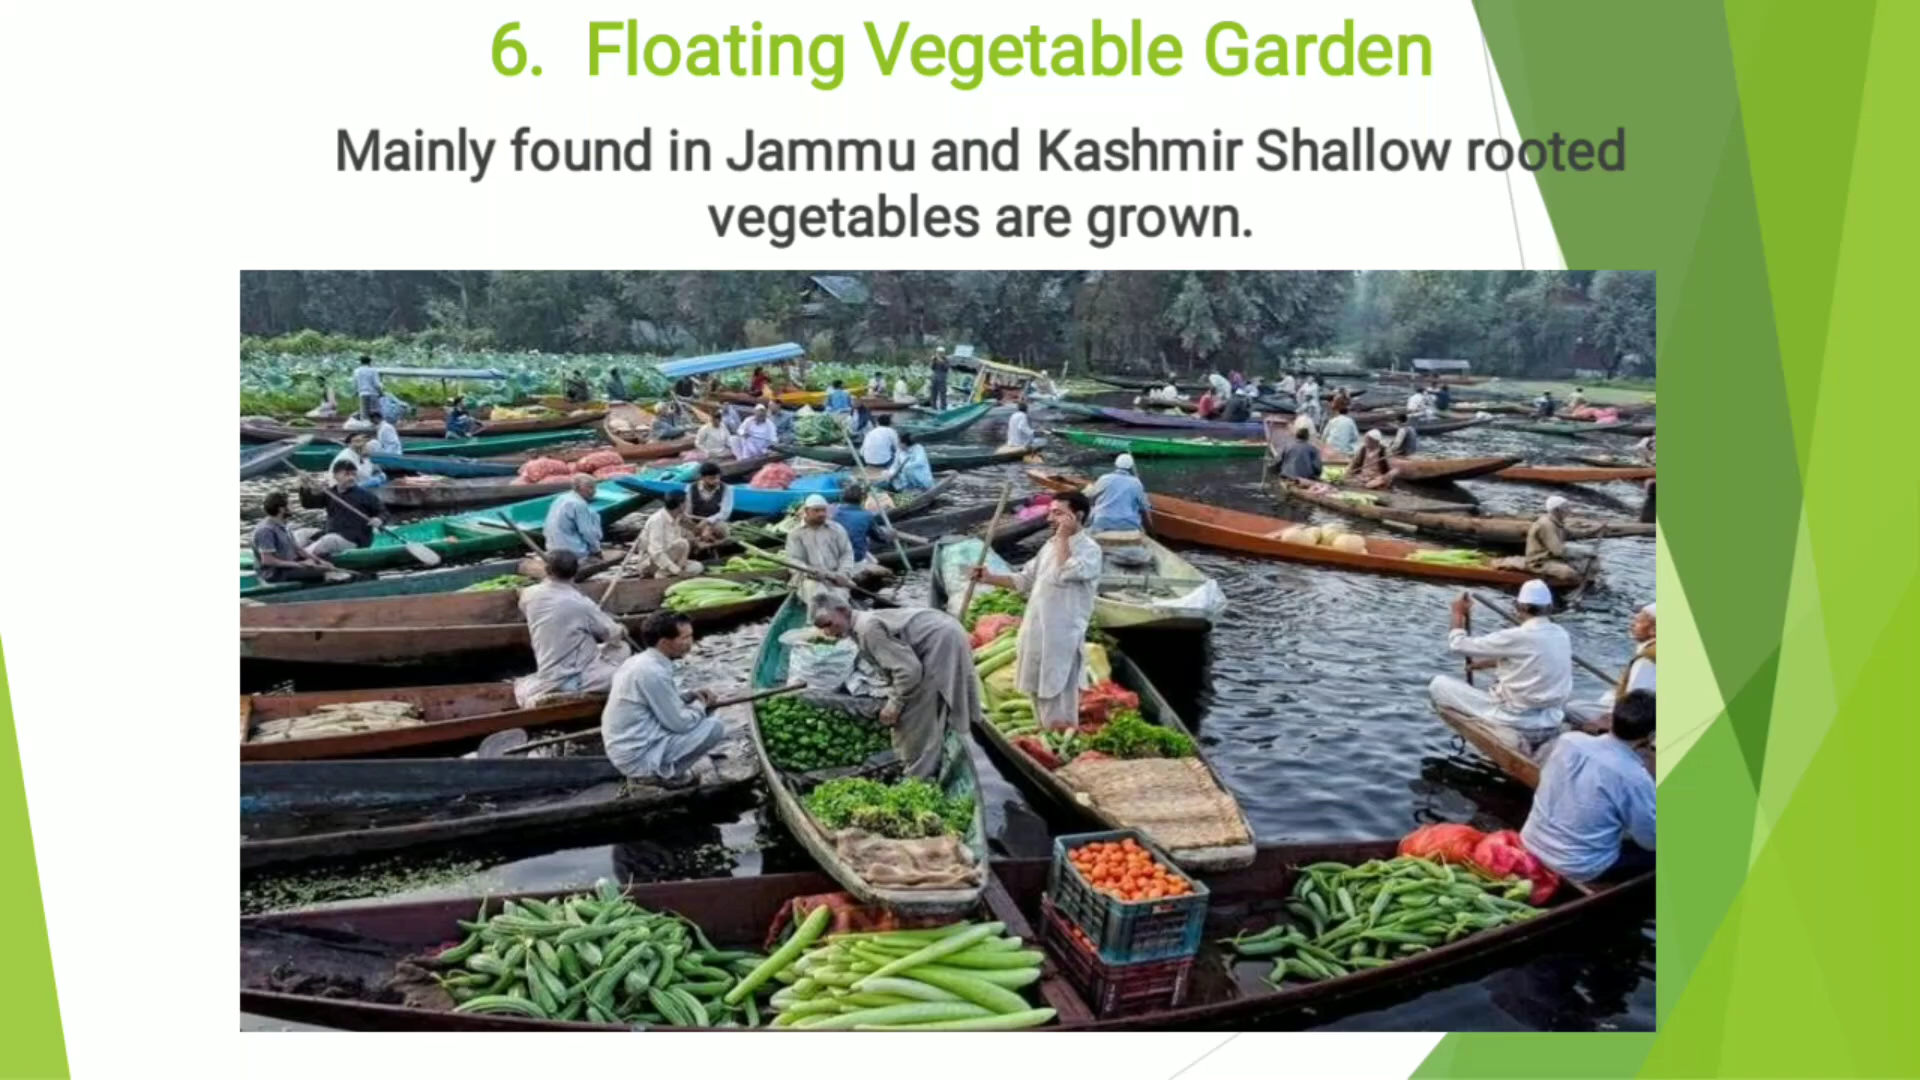 6. Floating Vegetable Garden
Mainly found in Jammu and Kashmir Shallow rooted
vegetables are grown.